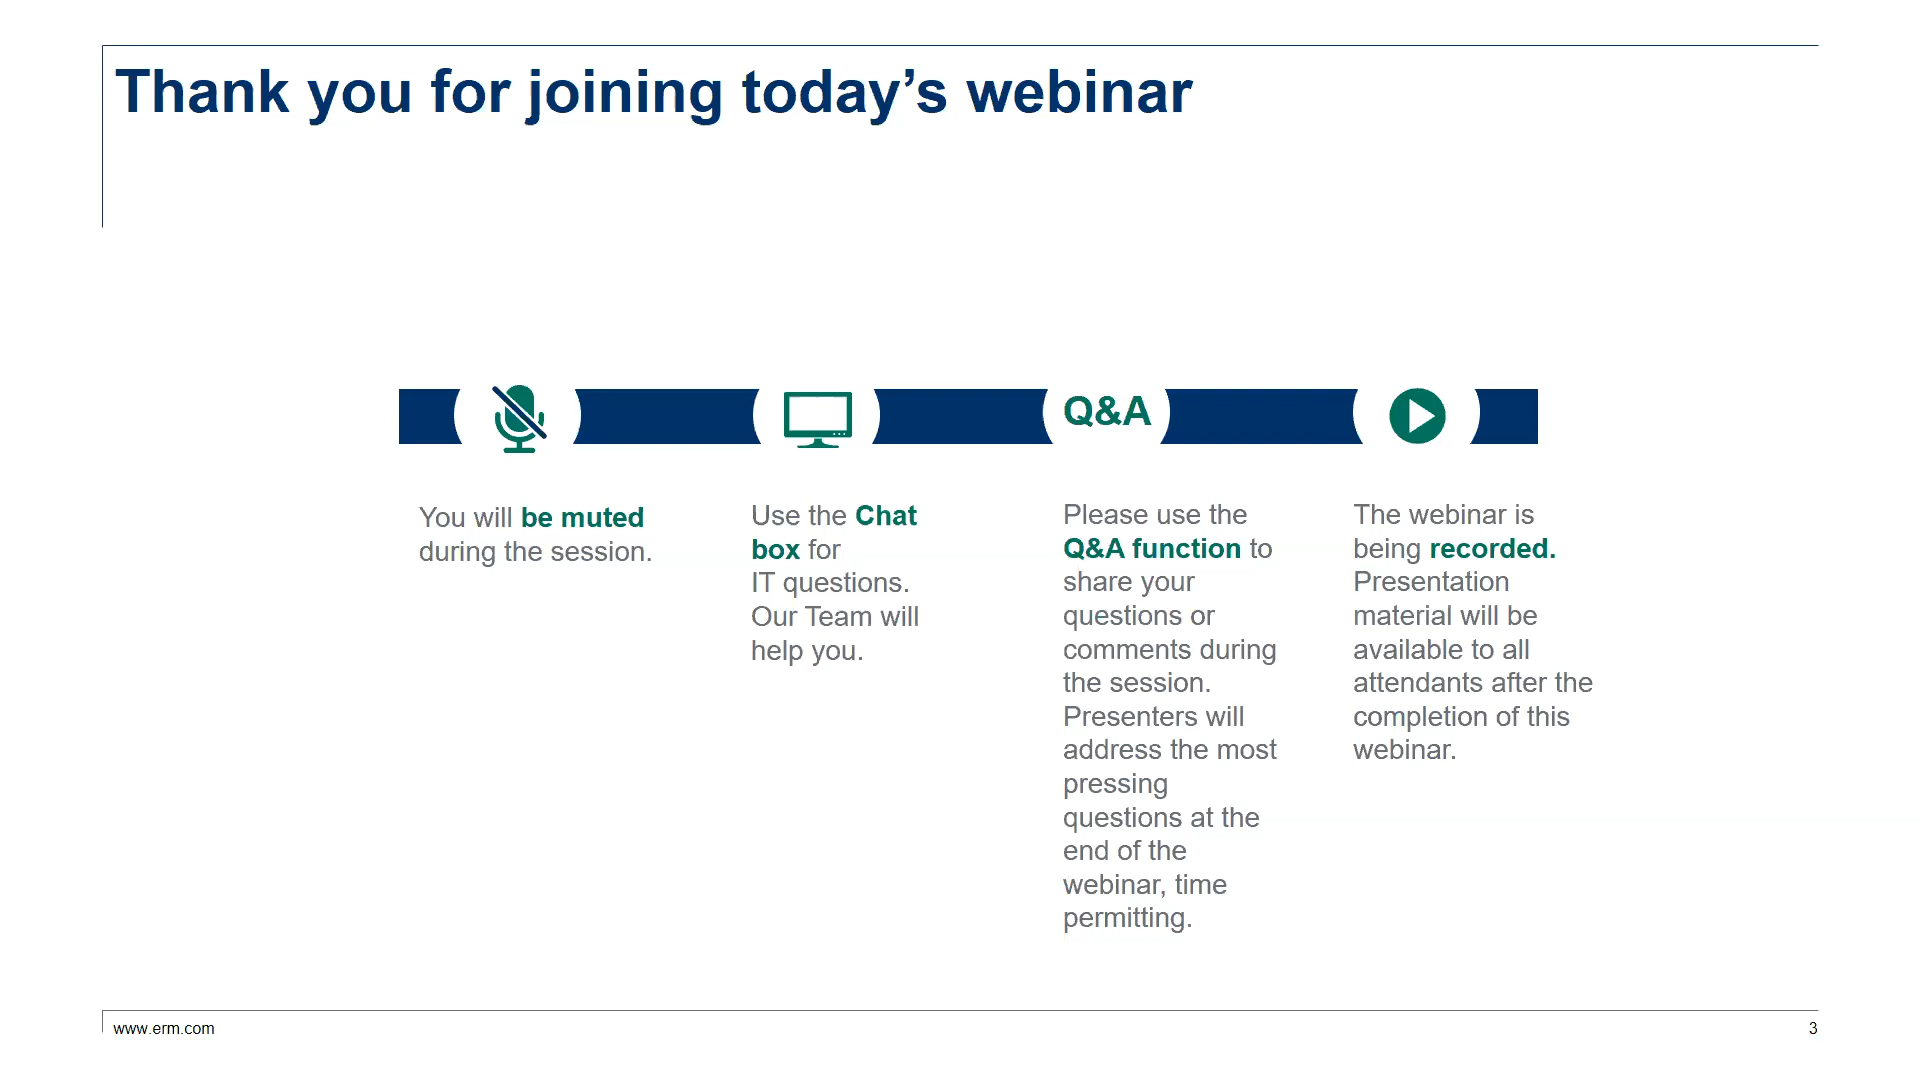 Thank you for joining today’s webinar
Q&A
You will be muted
during the session.
Use the Chat
box for
IT questions.
Our Team will
help you.
Please use the
Q&A function to
share your
questions or
comments during
the session.
Presenters will
address the most
pressing
questions at the
end of the
webinar, time
permitting.
The webinar is
being recorded.
Presentation
material will be
available to all
attendants after the
completion of this
webinar.
www.erm.com
3